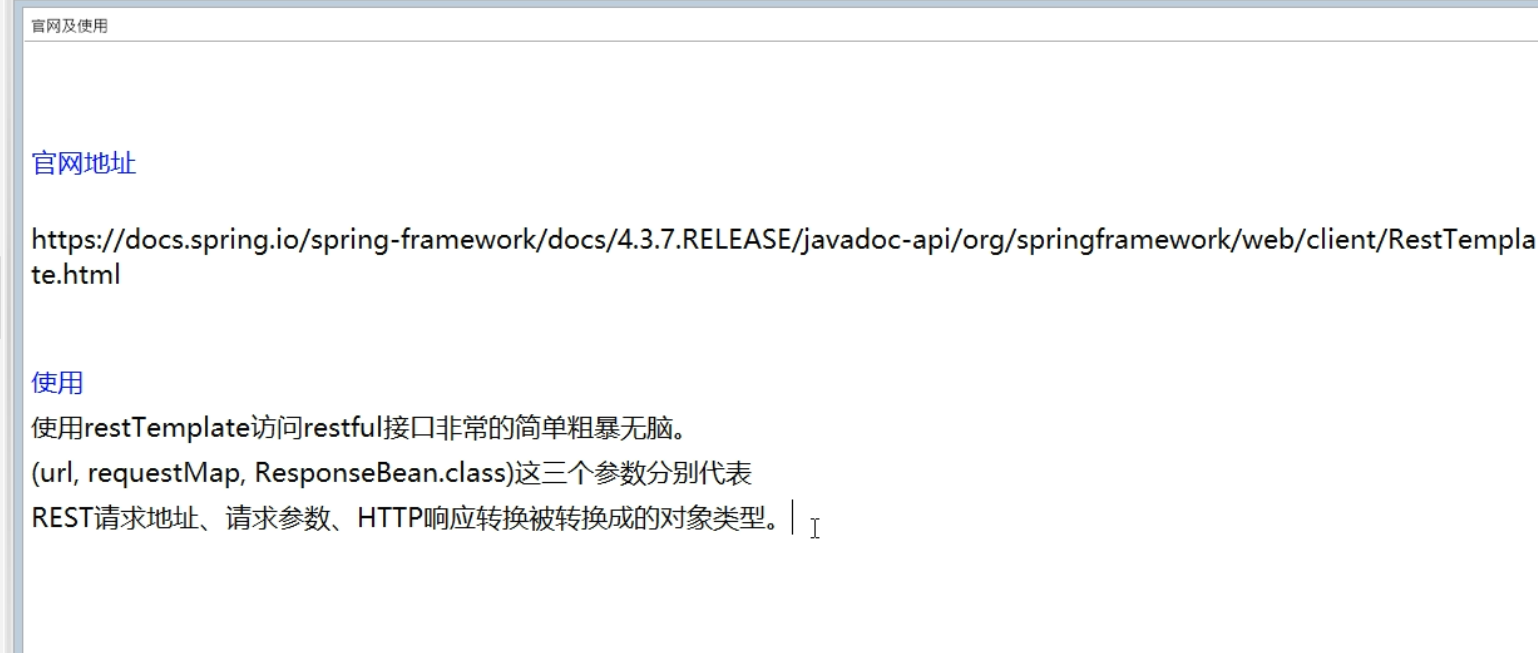 官网及使用
官网地址
https://docs.spring.io/spring-framework/docs/4.3.7.RELEASE/javadoc-api/org/springframework/web/client/RestTempla
te.html
使用
使用restTemplate访问restful接口非常的简单粗暴无脑。
(url, requestMap, ResponseBean.class)这三个参数分别代表
REST请求地址、请求参数、HTTP响应转换被转换成的对象类型。